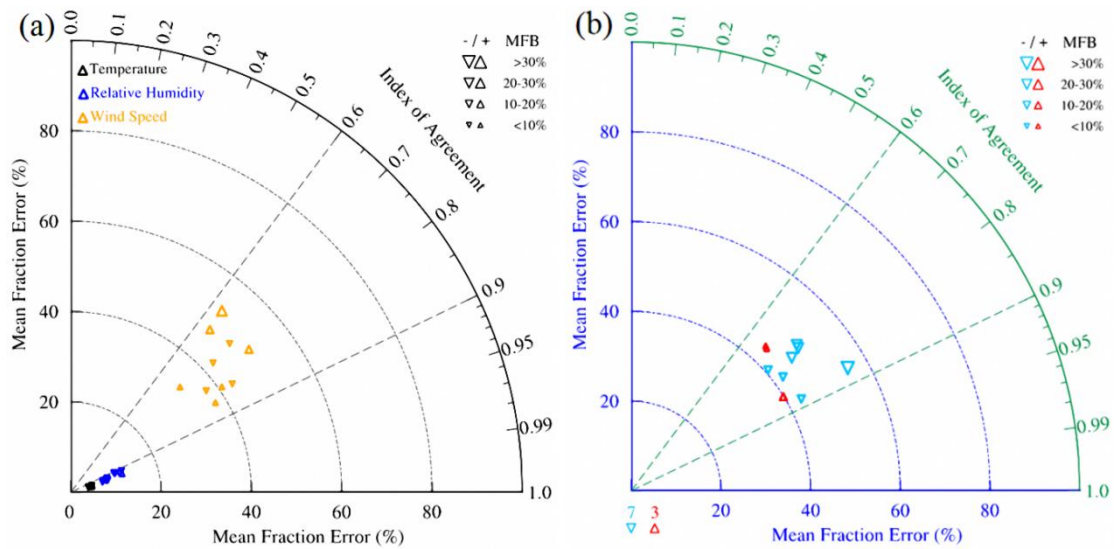 (a)
- / + MFB
>30%
20-30%
10-20%
<10%
Temperature
Relative Humidity
Wind Speed
Index of Agreement
0.0
0.1
0.2
0.3
0.4
0.5
0.6
0.7
0.8
0.9
0.95
0.99
1.0
Mean Fraction Error (%)
80
60
40
20
0 20 40 60 80
Mean Fraction Error (%)
(b)
- / + MFB
>30%
20-30%
10-20%
<10%
Index of Agreement
0.0
0.1
0.2
0.3
0.4
0.5
0.6
0.7
0.8
0.9
0.95
0.99
1.0
Mean Fraction Error (%)
80
60
40
20
0 20 40 60 80
7 3
Mean Fraction Error (%)